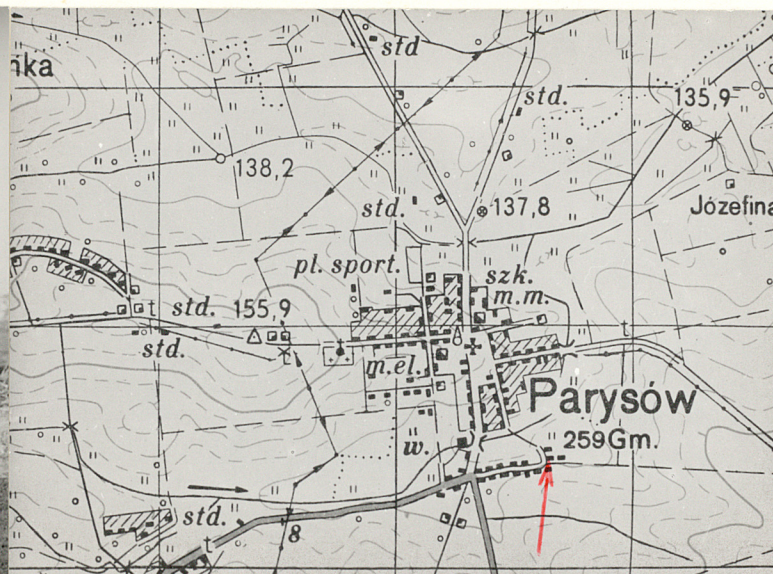 std
nka
std.
135,9
138,2
std.
137,8
Józefina
pl. sport.
szk.
m.m.
t
std. 155,9
t
std.
t
m.el.
Parysów
259Gm.
w.
std.
8
t